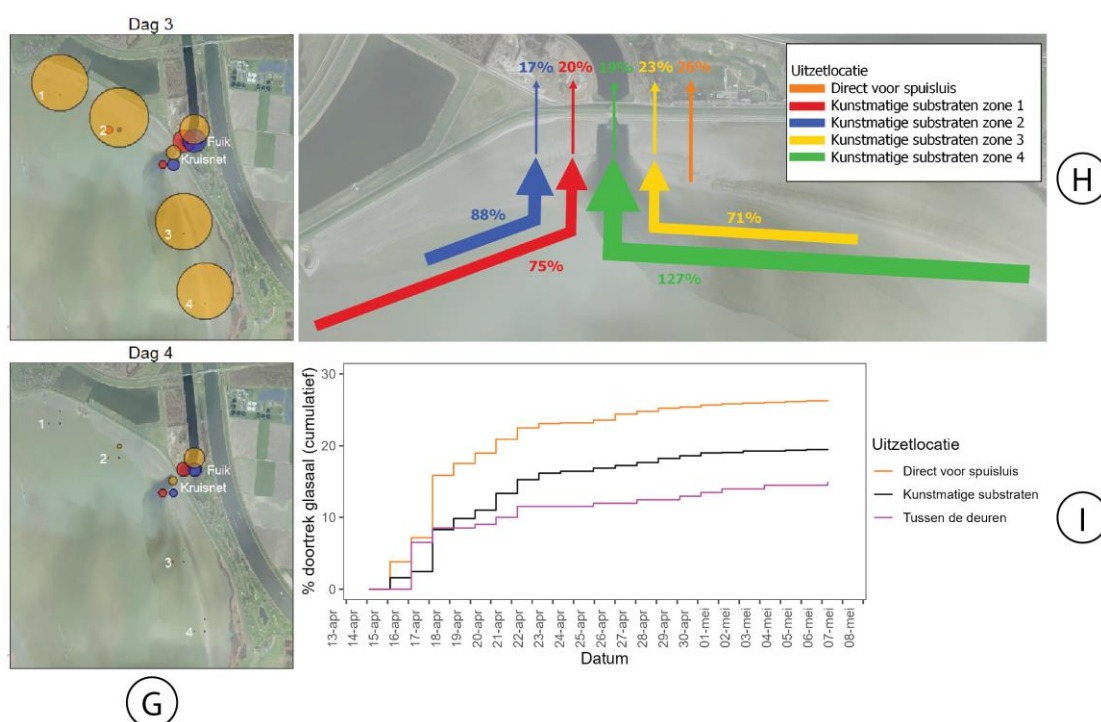 Dag 3
1
2
Fuik
Kruisnet
3
4
17% 20% 19% 23% 26%
88%
75%
71%
127%
Uitzetlocatie
Direct voor spuisluis
Kunstmatige substraten zone 1
Kunstmatige substraten zone 2
Kunstmatige substraten zone 3
Kunstmatige substraten zone 4
H
Dag 4
1
2
Fuik
Kruisnet
3
4
G
% doortrek glasaal (cumulatief)
30
20
10
0
13-apr
14-apr
15-apr
16-apr
17-apr
18-apr
19-apr
20-apr
21-apr
22-apr
23-apr
24-apr
25-apr
26-apr
27-apr
28-apr
29-apr
30-apr
01-mei
02-mei
03-mei
04-mei
05-mei
06-mei
07-mei
08-mei
Datum
Uitzetlocatie
Direct voor spuisluis
Kunstmatige substraten
Tussen de deuren
I